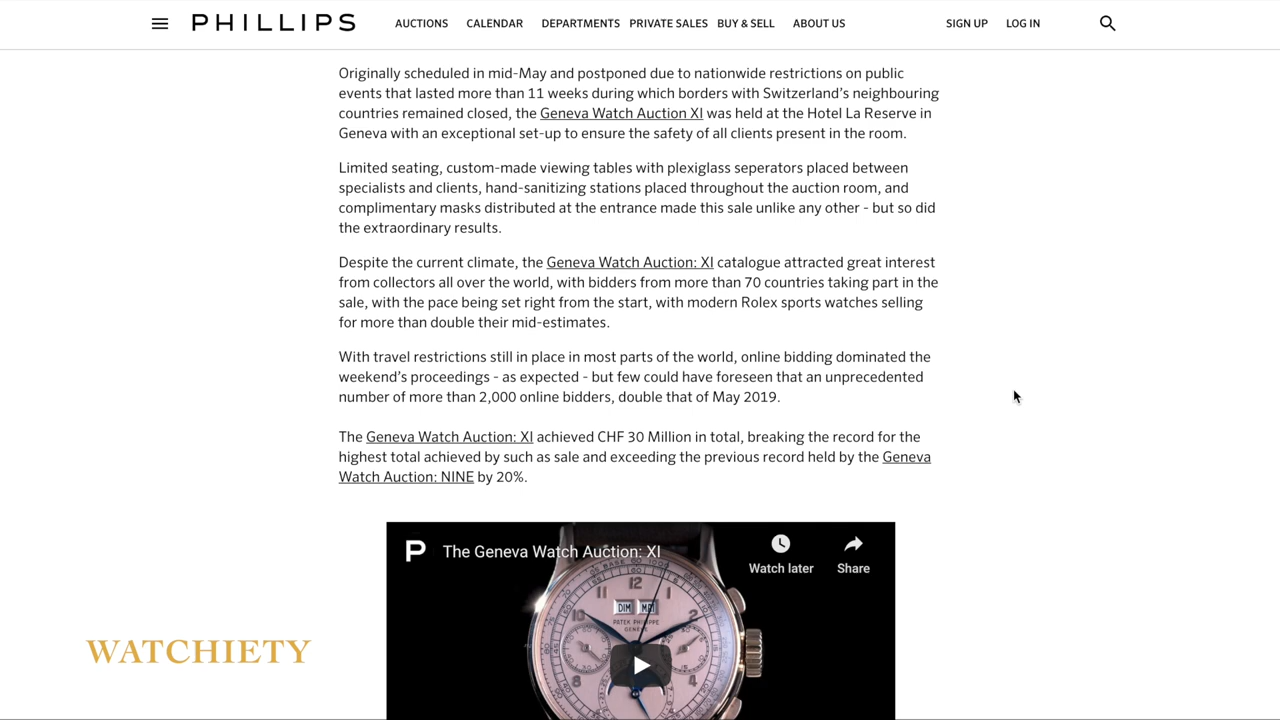 PHILLIPS
AUCTIONS CALENDAR DEPARTMENTS PRIVATE SALES BUY & SELL ABOUT US SIGN UP LOG IN
Originally scheduled in mid-May and postponed due to nationwide restrictions on public
events that lasted more than 11 weeks during which borders with Switzerland's neighbouring
countries remained closed, the Geneva Watch Auction XI was held at the Hotel La Reserve in
Geneva with an exceptional set-up to ensure the safety of all clients present in the room.
Limited seating, custom-made viewing tables with plexiglass seperators placed between
specialists and clients, hand-sanitizing stations placed throughout the auction room, and
complimentary masks distributed at the entrance made this sale unlike any other - but so did
the extraordinary results.
Despite the current climate, the Geneva Watch Auction: XI catalogue attracted great interest
from collectors all over the world, with bidders from more than 70 countries taking part in the
sale, with the pace being set right from the start, with modern Rolex sports watches selling
for more than double their mid-estimates.
With travel restrictions still in place in most parts of the world, online bidding dominated the
weekend's proceedings - as expected - but few could have foreseen that an unprecedented
number of more than 2,000 online bidders, double that of May 2019.
The Geneva Watch Auction: XI achieved CHF 30 Million in total, breaking the record for the
highest total achieved by such as sale and exceeding the previous record held by the Geneva
Watch Auction: NINE by 20%.
P The Geneva Watch Auction: XI
Watch later Share
12
10 2
DIM MAI
PATEK PHILIPPE
GENEVE
8 4
WATCHIETY